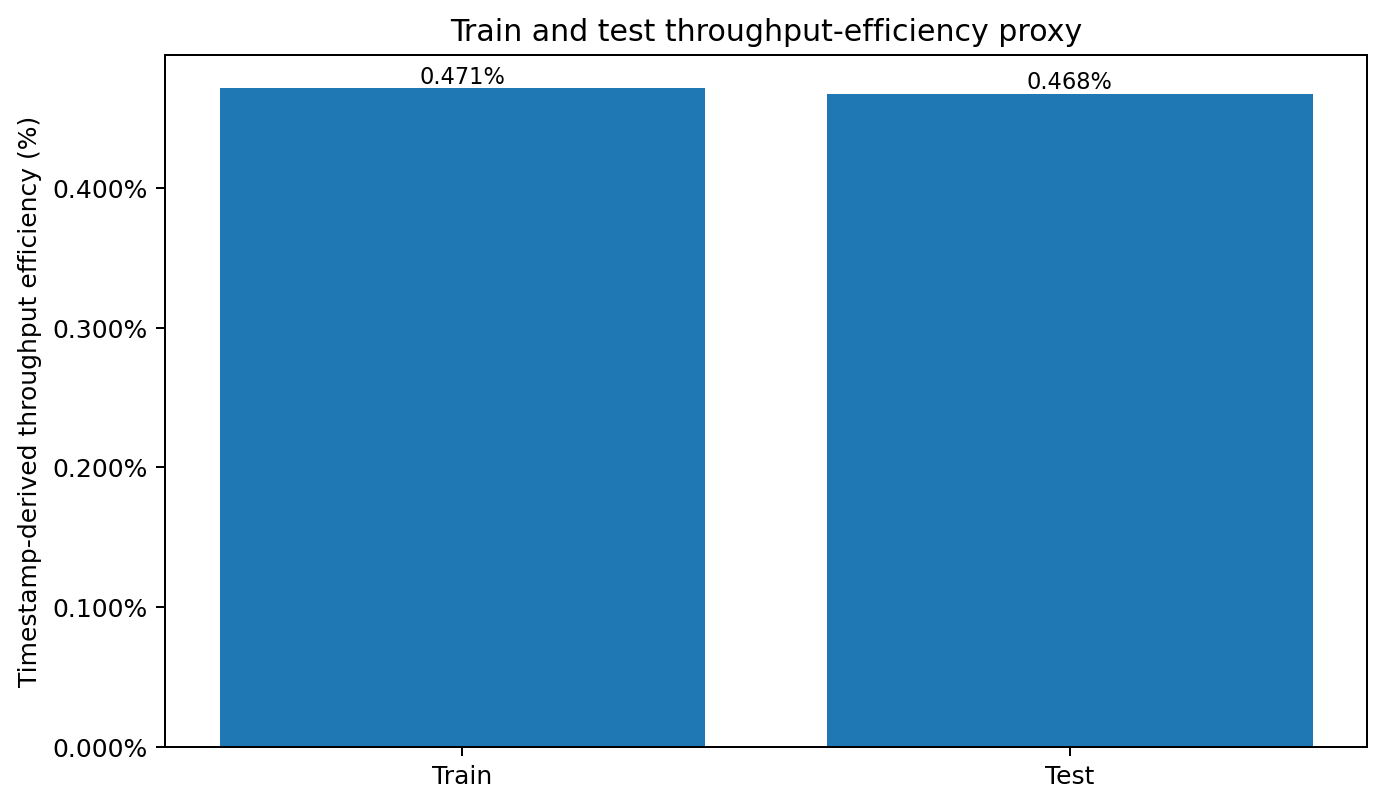 Train and test throughput-efficiency proxy
Timestamp-derived throughput efficiency (%)
0.471%
0.468%
0.400%
0.300%
0.200%
0.100%
0.000%
Train
Test